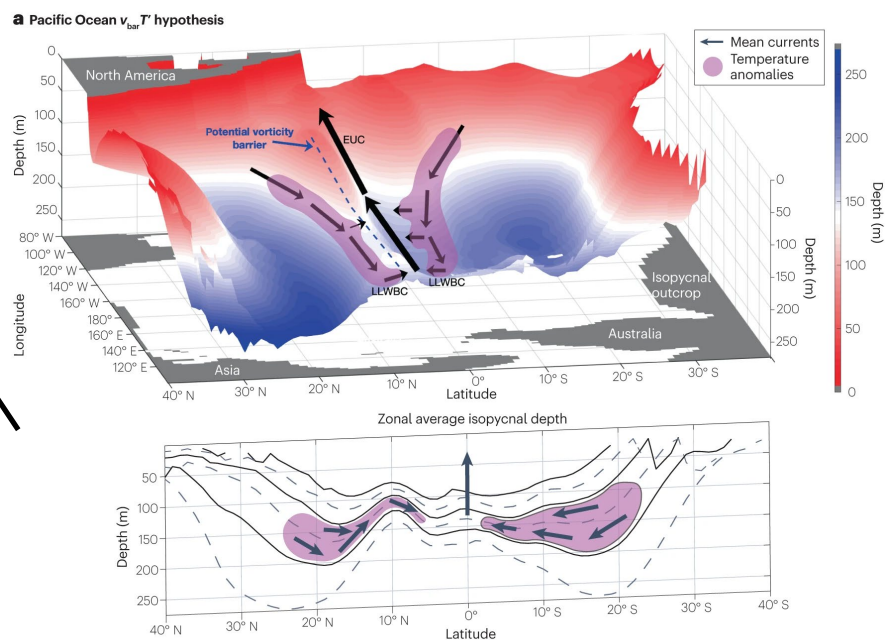 a Pacific Ocean vbarT′ hypothesis
Mean currents
Temperature
anomalies
North America
Potential vorticity
barrier
EUC
LLWBC
LLWBC
Isopycnal
outcrop
Australia
Asia
0
50
100
150
200
250
Depth (m)
80° W
100° W
120° W
140° W
160° W
180°
160° E
140° E
120° E
Longitude
40° N
30° N
20° N
10° N
0°
10° S
20° S
30° S
Latitude
0
50
100
150
200
250
Depth (m)
250
200
150
100
50
0
Depth (m)
Zonal average isopycnal depth
50
100
150
200
250
Depth (m)
40° N
30° N
20° N
10° N
0°
10° S
20° S
30° S
40° S
Latitude